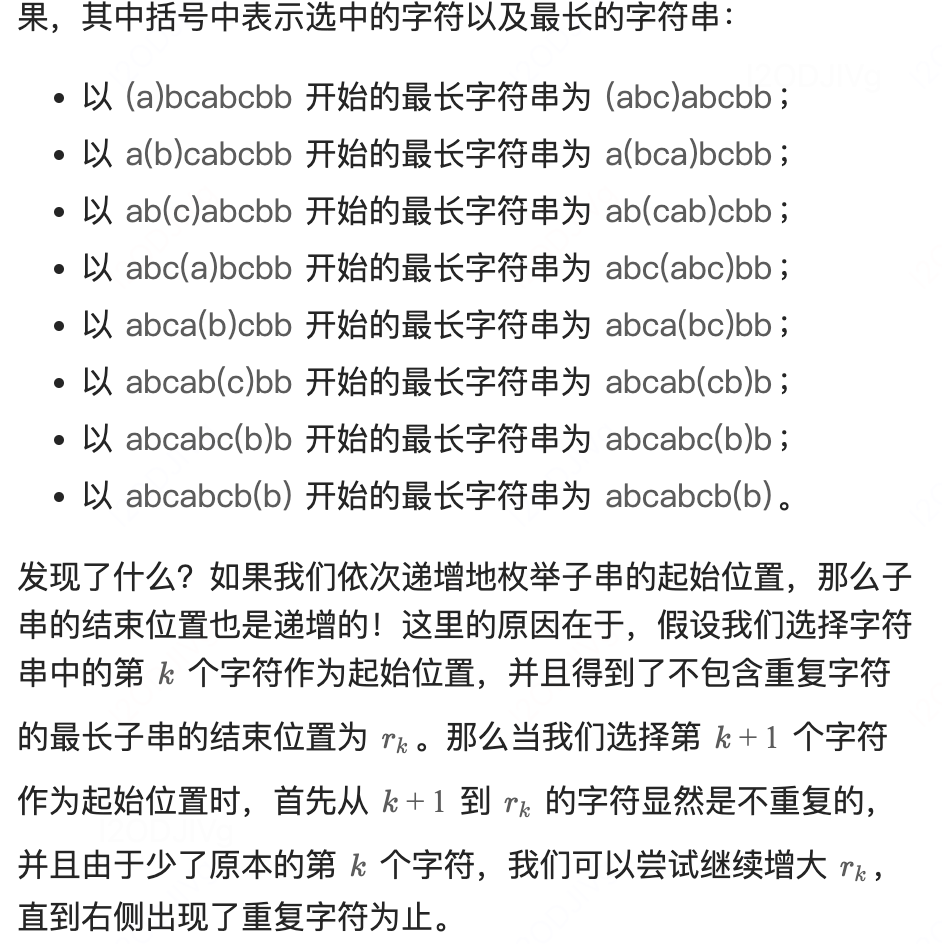 果，其中括号中表示选中的字符以及最长的字符串：
• 以 (a)bcabcbb 开始的最长字符串为 (abc)abcbb；
• 以 a(b)cabcbb 开始的最长字符串为 a(bca)bcbb；
• 以 ab(c)abcbb 开始的最长字符串为 ab(cab)cbb；
• 以 abc(a)bcbb 开始的最长字符串为 abc(abc)bb；
• 以 abca(b)cbb 开始的最长字符串为 abca(bc)bb；
• 以 abcab(c)bb 开始的最长字符串为 abcab(cb)b；
• 以 abcabc(b)b 开始的最长字符串为 abcabc(b)b；
• 以 abcabcb(b) 开始的最长字符串为 abcabcb(b)。
发现了什么？如果我们依次递增地枚举子串的起始位置，那么子
串的结束位置也是递增的！这里的原因在于，假设我们选择字符
串中的第 k 个字符作为起始位置，并且得到了不包含重复字符
的最长子串的结束位置为 rₖ。那么当我们选择第 k + 1 个字符
作为起始位置时，首先从 k + 1 到 rₖ 的字符显然是不重复的，
并且由于少了原本的第 k 个字符，我们可以尝试继续增大 rₖ，
直到右侧出现了重复字符为止。